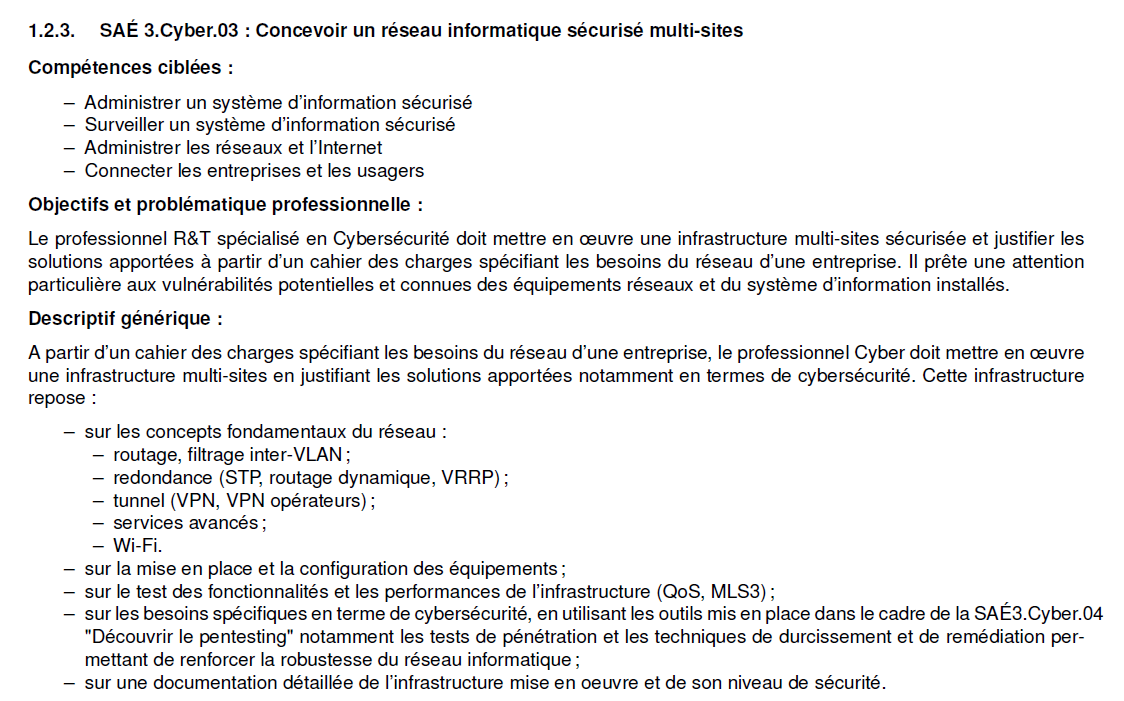 1.2.3. SAÉ 3.Cyber.03 : Concevoir un réseau informatique sécurisé multi-sites
Compétences ciblées :
– Administrer un système d'information sécurisé
– Surveiller un système d'information sécurisé
– Administrer les réseaux et l'Internet
– Connecter les entreprises et les usagers
Objectifs et problématique professionnelle :
Le professionnel R&T spécialisé en Cybersécurité doit mettre en œuvre une infrastructure multi-sites sécurisée et justifier les
solutions apportées à partir d'un cahier des charges spécifiant les besoins du réseau d'une entreprise. Il prête une attention
particulière aux vulnérabilités potentielles et connues des équipements réseaux et du système d'information installés.
Descriptif générique :
A partir d'un cahier des charges spécifiant les besoins du réseau d'une entreprise, le professionnel Cyber doit mettre en œuvre
une infrastructure multi-sites en justifiant les solutions apportées notamment en termes de cybersécurité. Cette infrastructure
repose :
– sur les concepts fondamentaux du réseau :
– routage, filtrage inter-VLAN ;
– redondance (STP, routage dynamique, VRRP) ;
– tunnel (VPN, VPN opérateurs) ;
– services avancés ;
– Wi-Fi.
– sur la mise en place et la configuration des équipements ;
– sur le test des fonctionnalités et les performances de l'infrastructure (QoS, MLS3) ;
– sur les besoins spécifiques en terme de cybersécurité, en utilisant les outils mis en place dans le cadre de la SAÉ3.Cyber.04
"Découvrir le pentesting" notamment les tests de pénétration et les techniques de durcissement et de remédiation per-
mettant de renforcer la robustesse du réseau informatique ;
– sur une documentation détaillée de l'infrastructure mise en oeuvre et de son niveau de sécurité.